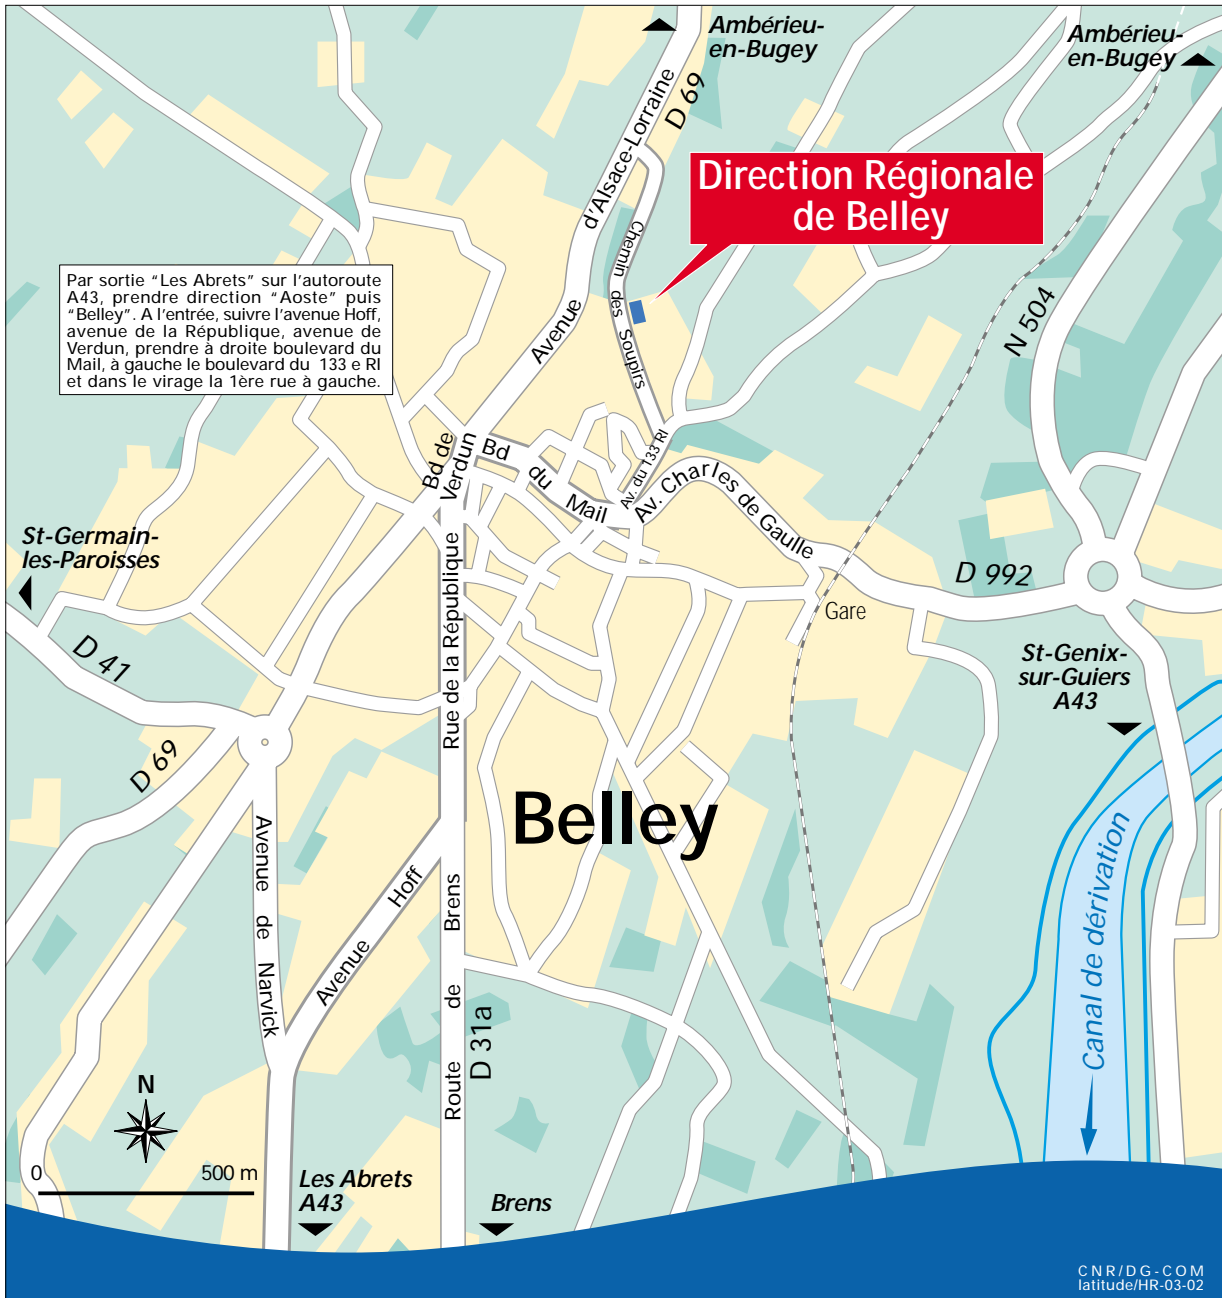 Ambérieu-
en-Bugey
Ambérieu-
en-Bugey
D 69
Avenue d'Alsace-Lorraine
Direction Régionale
de Belley
Chemin des Soupirs
Par sortie “Les Abrets” sur l’autoroute
A43, prendre direction “Aoste” puis
“Belley”. A l’entrée, suivre l’avenue Hoff,
avenue de la République, avenue de
Verdun, prendre à droite boulevard du
Mail, à gauche le boulevard du 133 e RI
et dans le virage la 1ère rue à gauche.
N 504
Bd de
Verdun
Bd du Mail
Av. du 133 RI
Av. Charles de Gaulle
St-Germain-
les-Paroisses
D 992
Gare
Rue de la République
D 41
St-Genix-
sur-Guiers
A43
D 69
Belley
Avenue de Narvick
Avenue Hoff
Route de Brens
D 31a
Canal de dérivation
N
0 500 m
Les Abrets
A43
Brens
CNR/DG-COM
latitude/HR-03-02